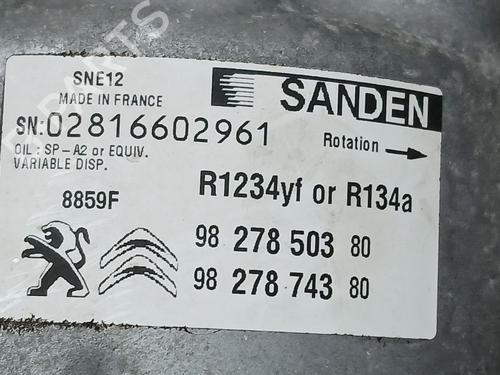 SNE12
MADE IN FRANCE
SN:02816602961
OIL : SP-A2 or EQUIV.
VARIABLE DISP.
8859F
SANDEN
Rotation
R1234yf or R134a
98 278 503 80
98 278 743 80